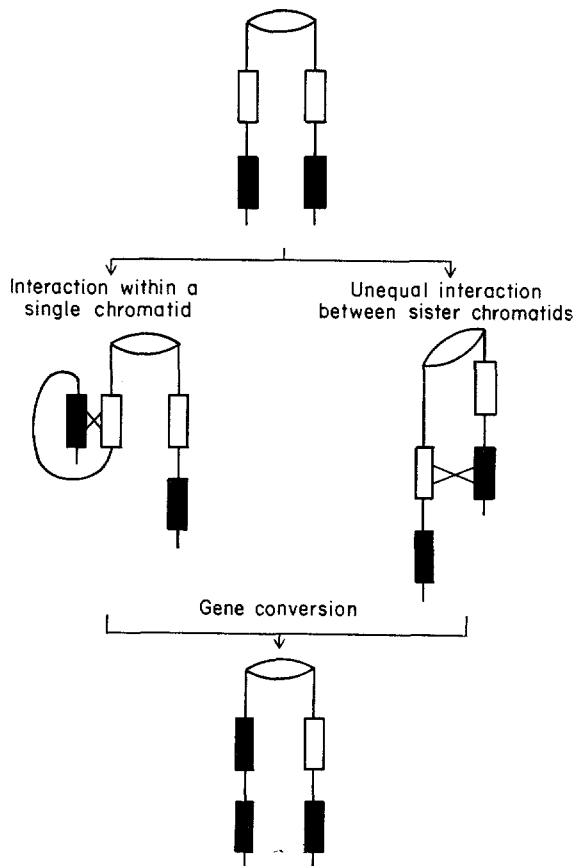 Interaction within a
single chromatid
Unequal interaction
between sister chromatids
Gene conversion